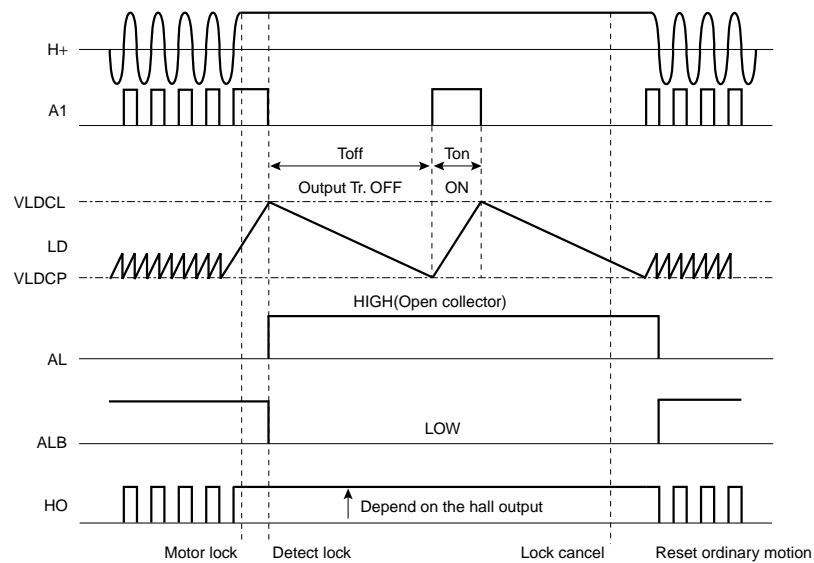 H+
A1
Toff
Ton
Output Tr. OFF
ON
VLDCL
LD
VLDCP
HIGH(Open collector)
AL
LOW
ALB
HO
Depend on the hall output
Motor lock
Detect lock
Lock cancel
Reset ordinary motion